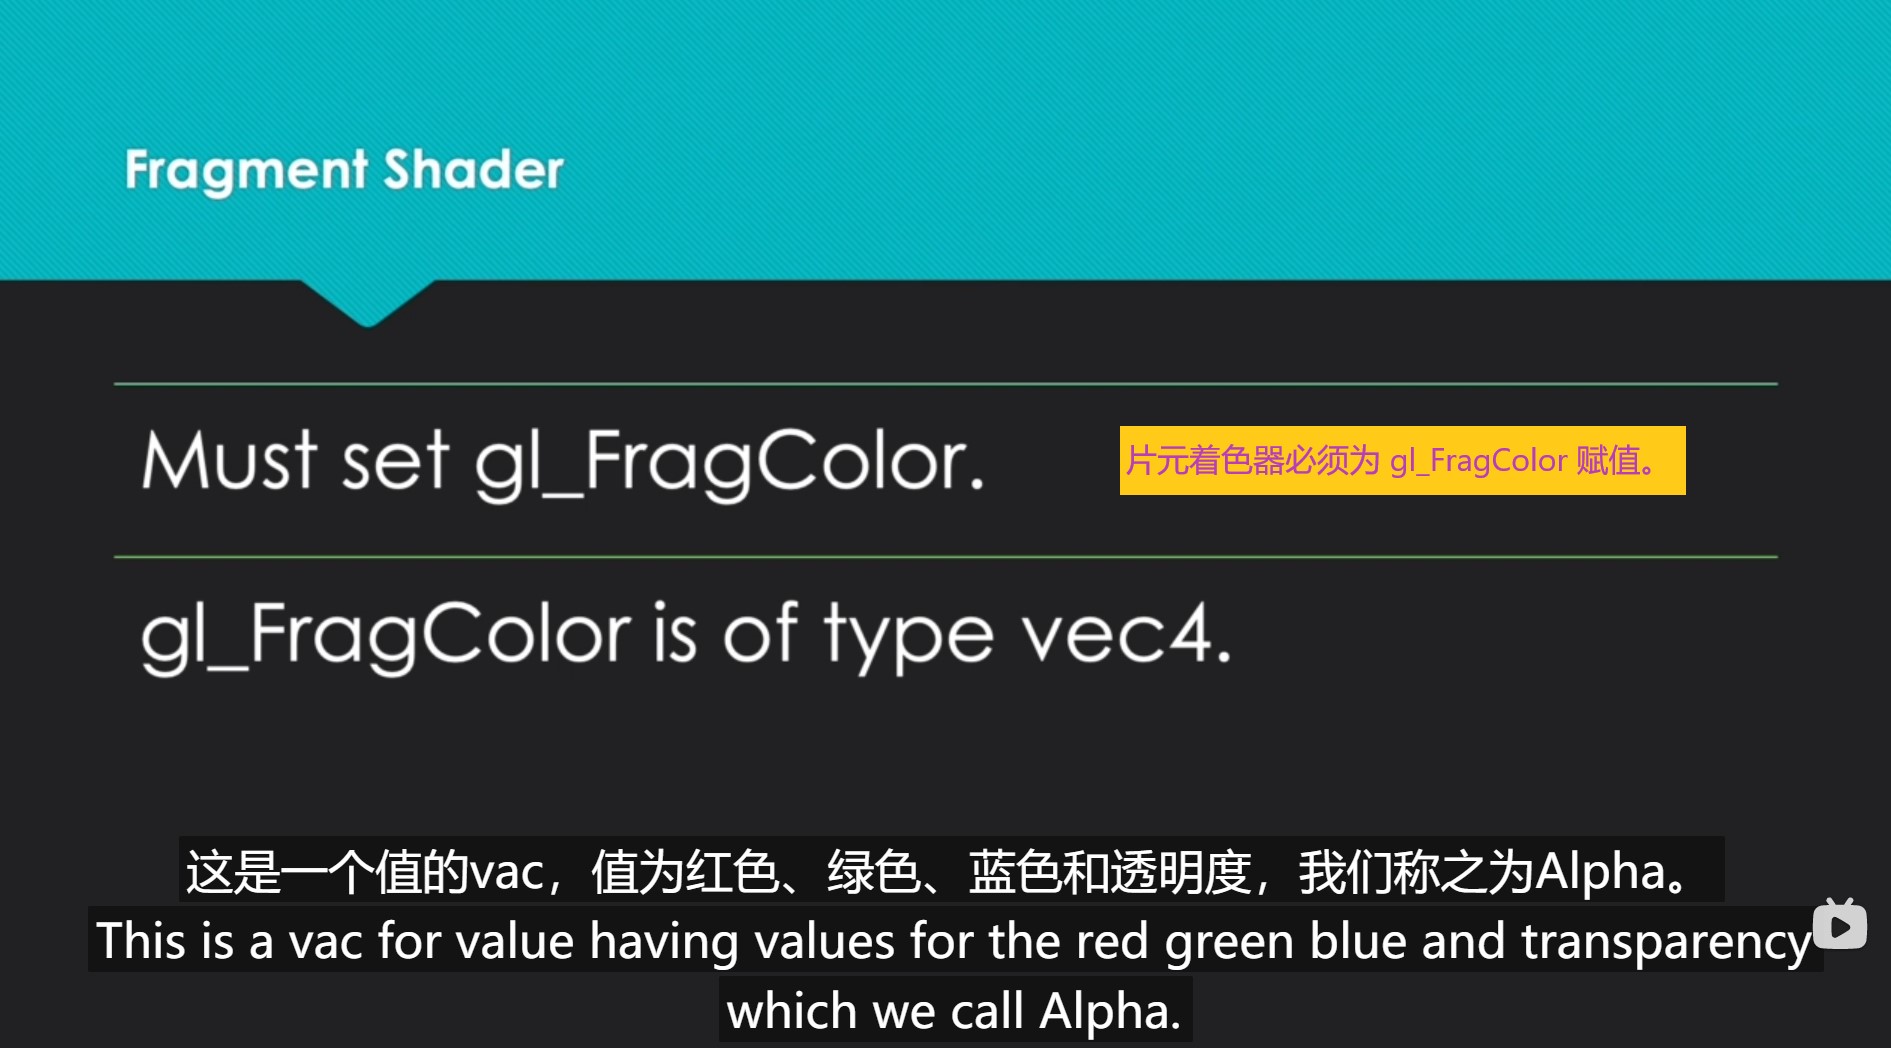 Fragment Shader
Must set gl_FragColor.
片元着色器必须为 gl_FragColor 赋值。
gl_FragColor is of type vec4.
这是一个值的vac，值为红色、绿色、蓝色和透明度，我们称之为Alpha。
This is a vac for value having values for the red green blue and transparency
which we call Alpha.